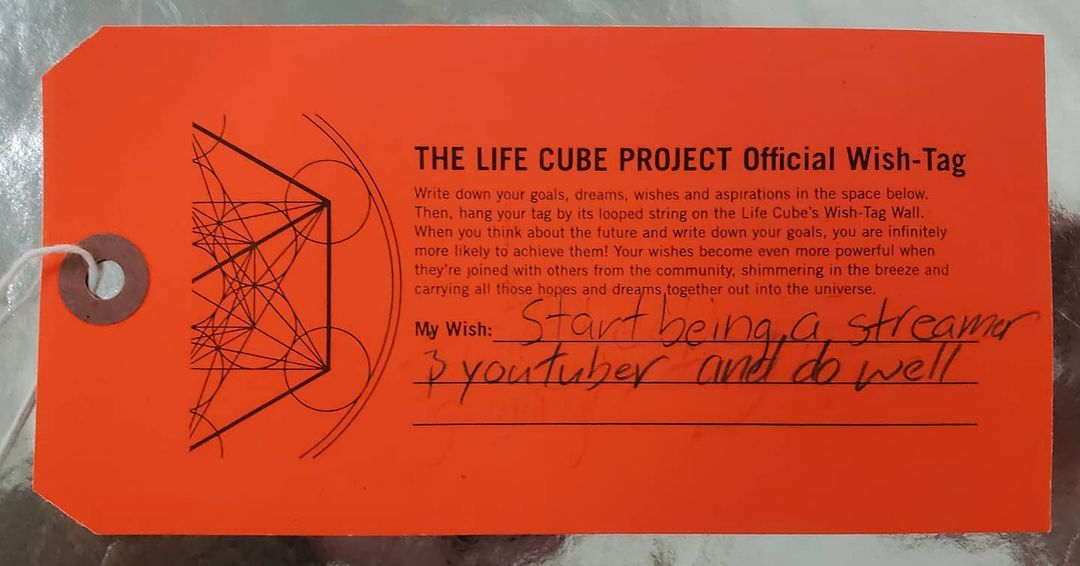 THE LIFE CUBE PROJECT Official Wish-Tag
Write down your goals, dreams, wishes and aspirations in the space below.
Then, hang your tag by its looped string on the Life Cube's Wish-Tag Wall.
When you think about the future and write down your goals, you are infinitely
more likely to achieve them! Your wishes become even more powerful when
they're joined with others from the community, shimmering in the breeze and
carrying all those hopes and dreams together out into the universe.
My Wish: Start being a streamer
& youtuber and do well